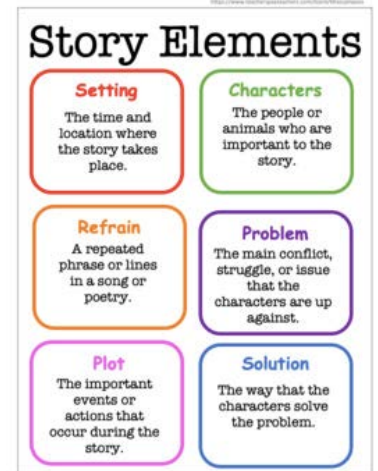 Story Elements
Setting
The time and
location where
the story takes
place.
Characters
The people or
animals who are
important to the
story.
Refrain
A repeated
phrase or lines
in a song or
poetry.
Problem
The main conflict,
struggle, or issue
that the
characters are up
against.
Plot
The important
events or
actions that
occur during the
story.
Solution
The way that the
characters solve
the problem.